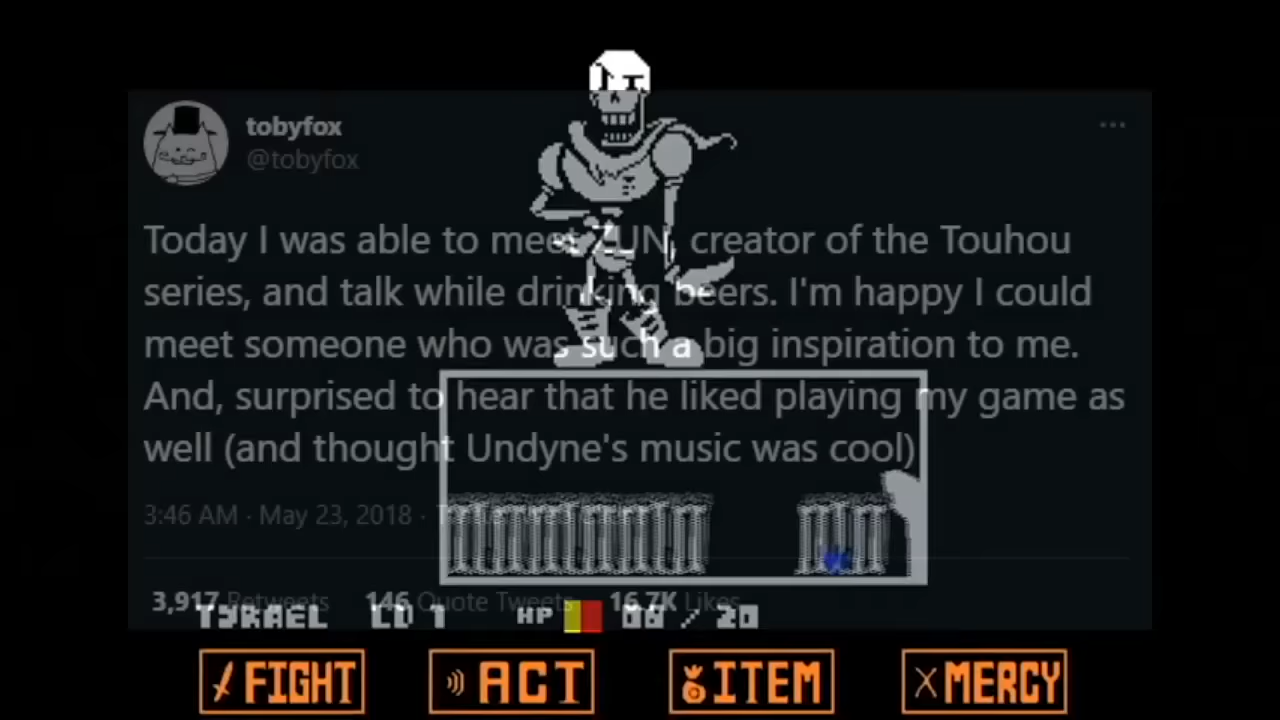 tobyfox
@tobyfox
Today I was able to meet ZUN, creator of the Touhou
series, and talk while drinking beers. I'm happy I could
meet someone who was such a big inspiration to me.
And, surprised to hear that he liked playing my game as
well (and thought Undyne's music was cool)
3:46 AM · May 23, 2018 ·
3,917 Retweets 146 Quote Tweets 16.7K Likes
TYRAEL LV 1 HP 06 / 20
FIGHT ACT ITEM MERCY